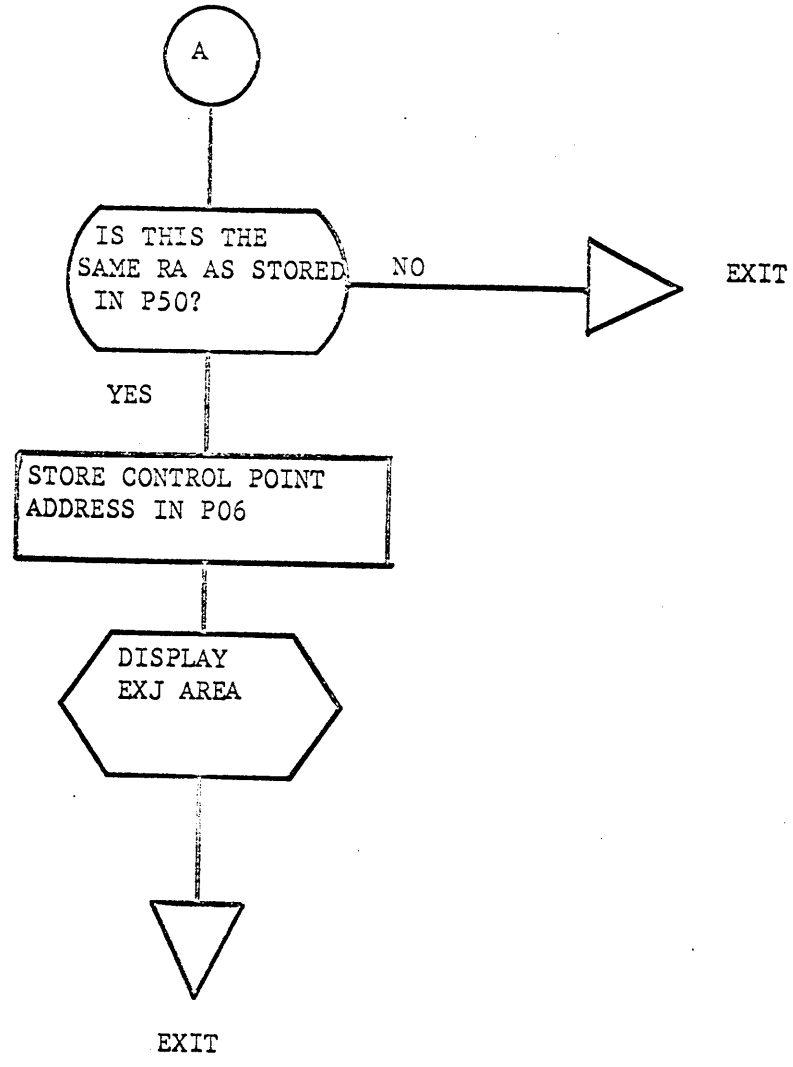 A
IS THIS THE
SAME RA AS STORED
IN P50?
NO
EXIT
YES
STORE CONTROL POINT
ADDRESS IN P06
DISPLAY
EXJ AREA
EXIT